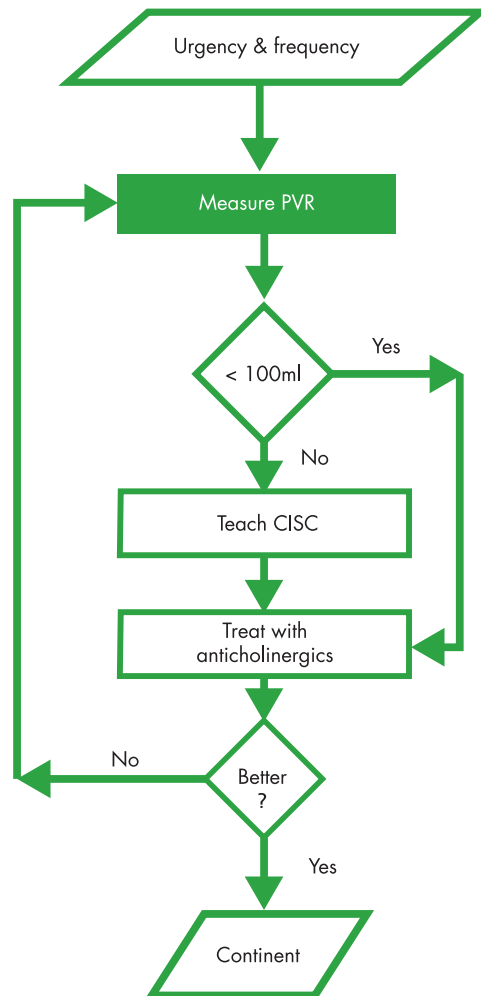 Urgency & frequency
Measure PVR
< 100ml
Yes
No
Teach CISC
Treat with
anticholinergics
No
Better
?
Yes
Continent